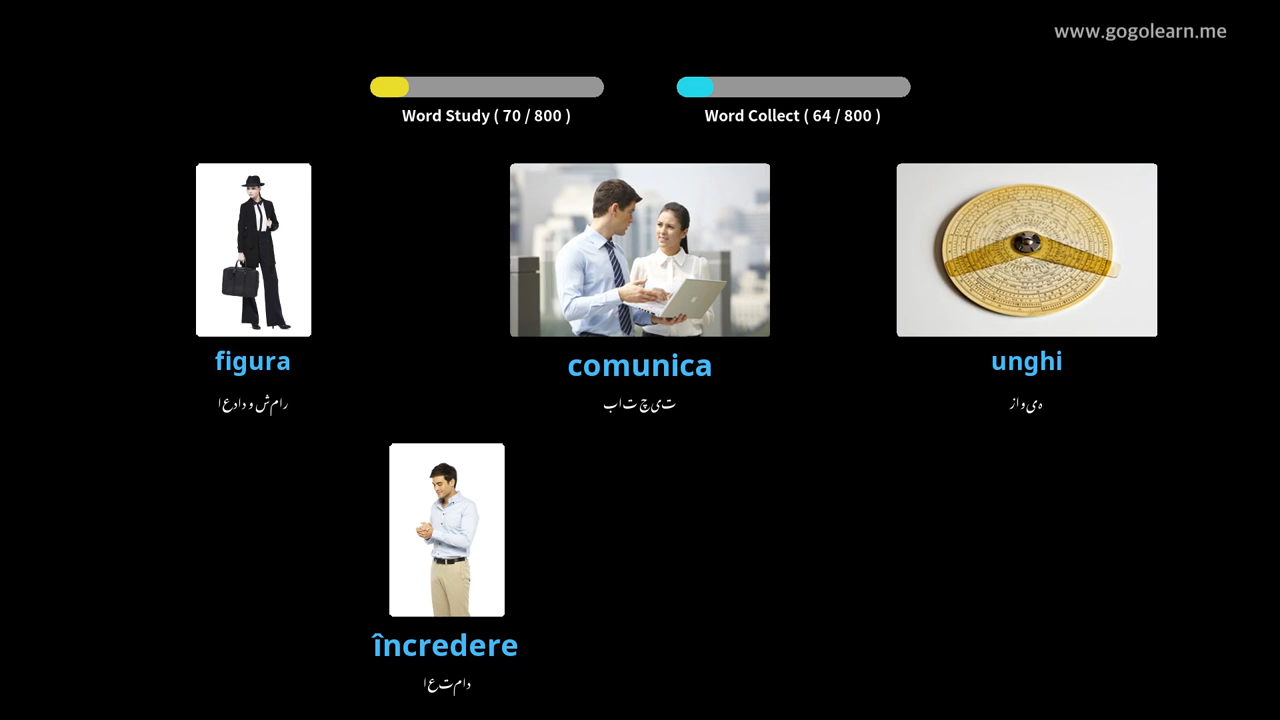 www.gogolearn.me
Word Study ( 70 / 800 )
Word Collect ( 64 / 800 )
figura
comunica
unghi
اعداد و شمار
بات چیت
زاویہ
încredere
اعتماد